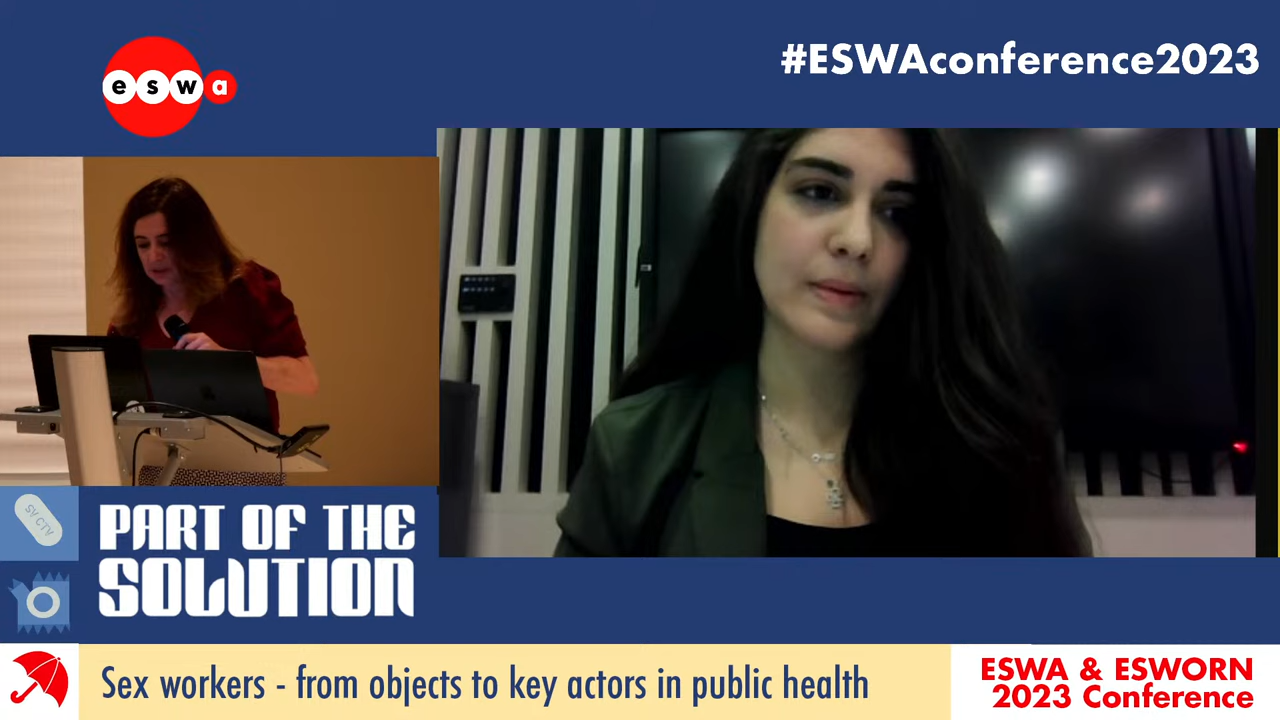 eswa
#ESWAconference2023
PART OF THE
SOLUTION
Sex workers - from objects to key actors in public health
ESWA & ESWORN
2023 Conference